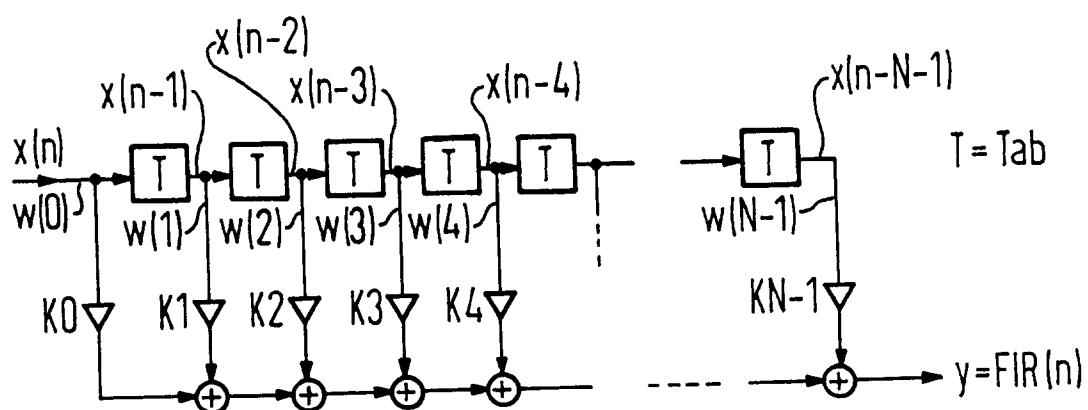 x(n-2)
x(n-1) x(n-3) x(n-4) x(n-N-1)
x(n) T T T T T T T = Tab
w(0) w(1) w(2) w(3) w(4) w(N-1)
K0 K1 K2 K3 K4 KN-1
y=FIR(n)